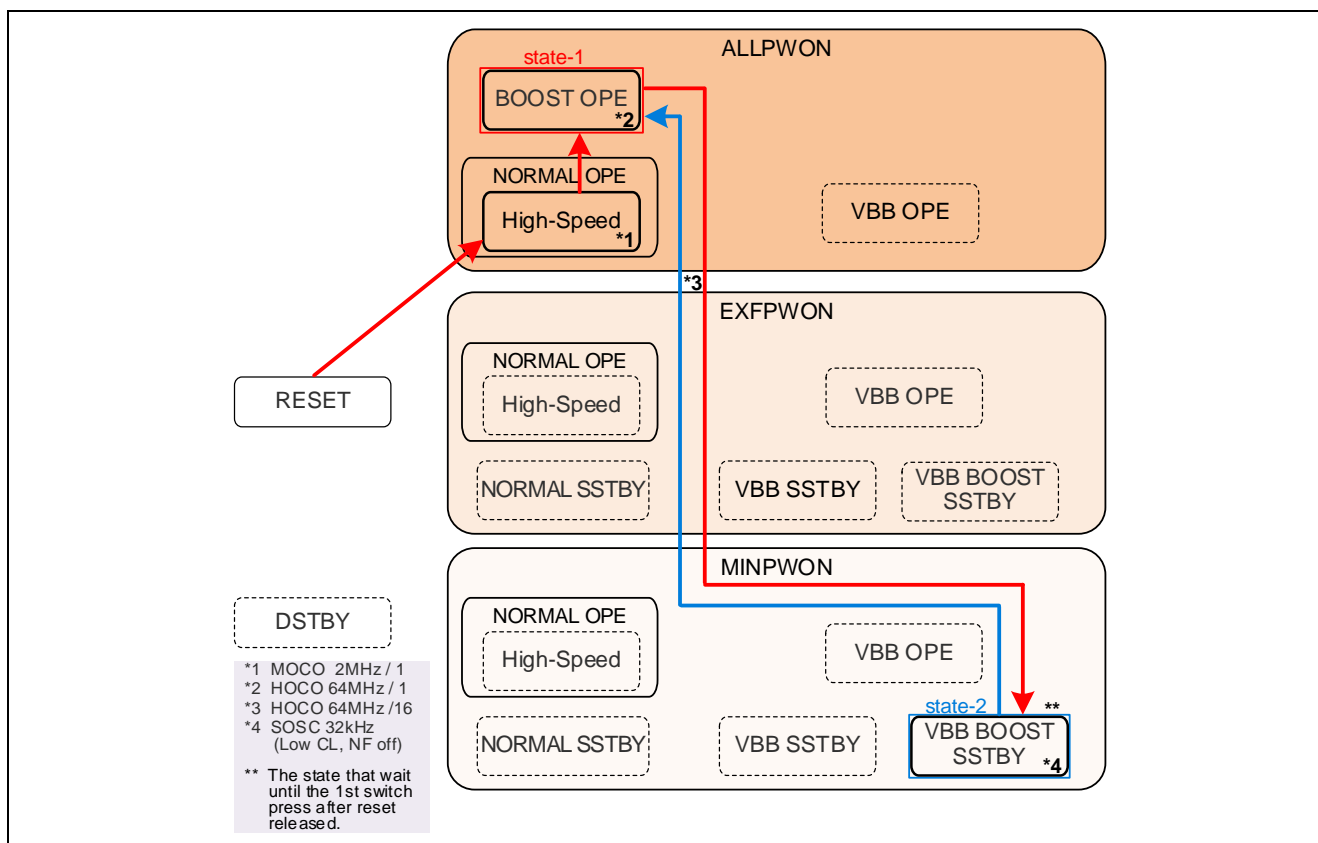 ALLPWON
state-1
BOOST OPE
*2
NORMAL OPE
High-Speed
*1
VBB OPE
*3
EXFPWON
NORMAL OPE
High-Speed
VBB OPE
RESET
NORMAL SSTBY
VBB SSTBY
VBB BOOST
SSTBY
MINPWON
NORMAL OPE
High-Speed
VBB OPE
DSTBY
*1 MOCO 2MHz / 1
*2 HOCO 64MHz / 1
*3 HOCO 64MHz /16
*4 SOSC 32kHz
(Low CL, NF off)
** The state that wait
until the 1st switch
press after reset
released.
state-2
**
NORMAL SSTBY
VBB SSTBY
VBB BOOST
SSTBY
*4